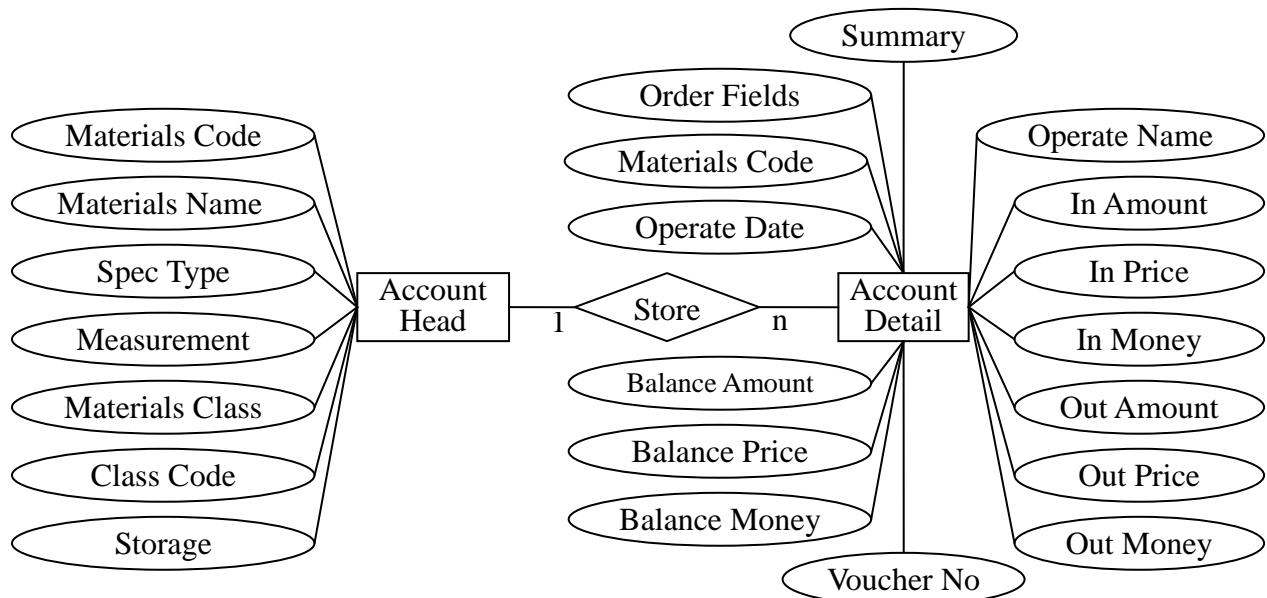 Summary
Order Fields
Materials Code
Operate Name
Materials Code
Materials Name
In Amount
Operate Date
Spec Type
In Price
Account
Head
1
Store
n
Account
Detail
Measurement
In Money
Balance Amount
Materials Class
Out Amount
Balance Price
Class Code
Out Price
Balance Money
Storage
Out Money
Voucher No